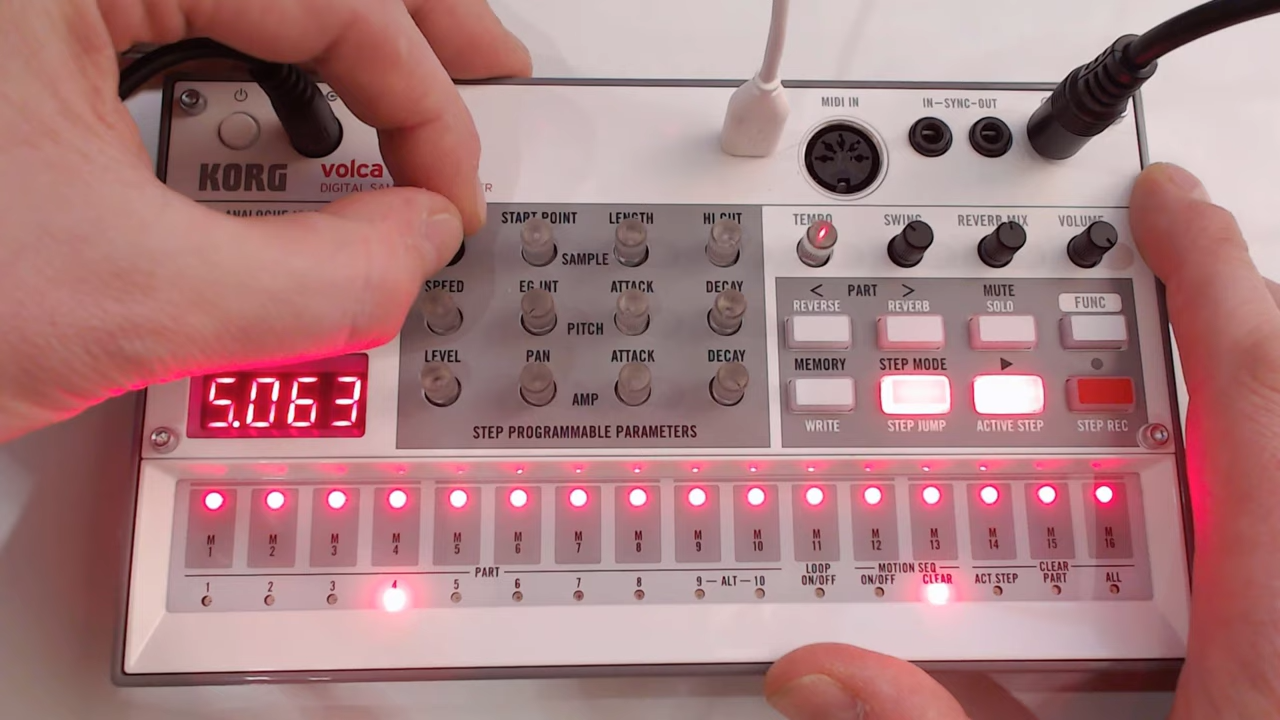 MIDI IN
IN–SYNC–OUT
KORG
volca
DIGITAL SA
ER
START POINT
LENGTH
HI CUT
SAMPLE
SPEED
EG INT
ATTACK
DECAY
PITCH
LEVEL
PAN
ATTACK
DECAY
AMP
STEP PROGRAMMABLE PARAMETERS
TEMPO
SWING
REVERB MIX
VOLUME
< PART >
MUTE
REVERSE
REVERB
SOLO
FUNC
MEMORY
STEP MODE
WRITE
STEP JUMP
ACTIVE STEP
STEP REC
5.063
M M M M M M M M M M M M M M M M
1 2 3 4 5 6 7 8 9 10 11 12 13 14 15 16
PART
LOOP
MOTION SEQ
CLEAR
1 2 3 4 5 6 7 8 9 – ALT – 10 ON/OFF ON/OFF CLEAR ACT.STEP PART ALL